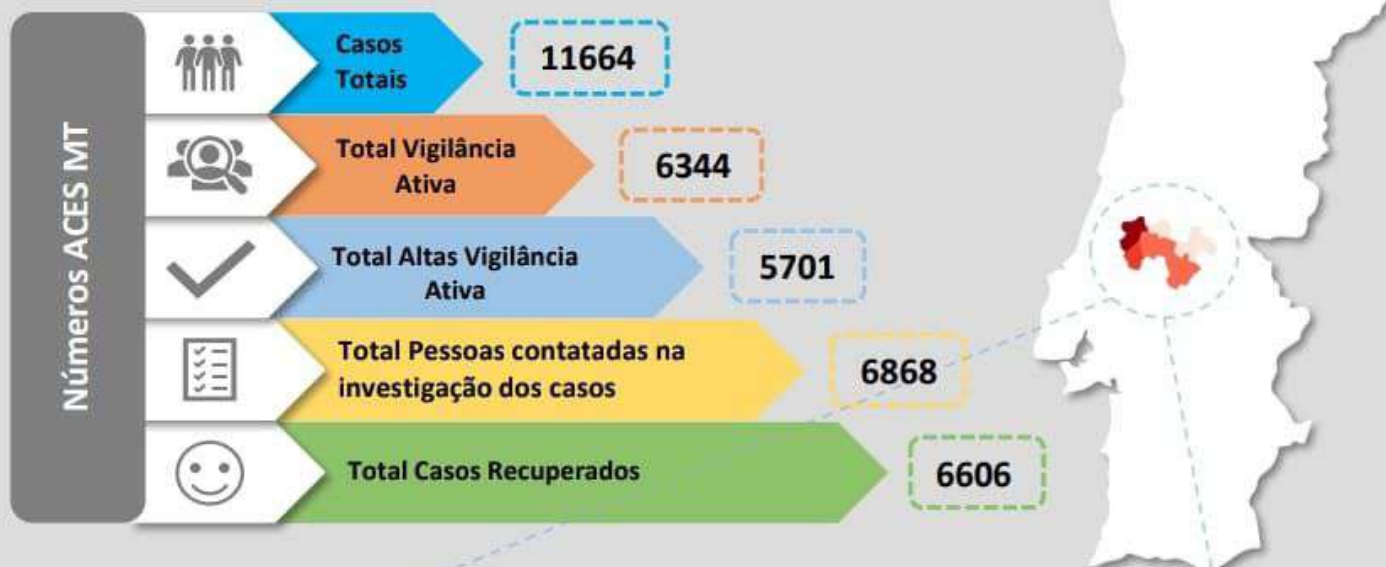 Números ACES MT
Casos
Totais
11664
Total Vigilância
Ativa
6344
Total Altas Vigilância
Ativa
5701
Total Pessoas contatadas na
investigação dos casos
6868
Total Casos Recuperados
6606